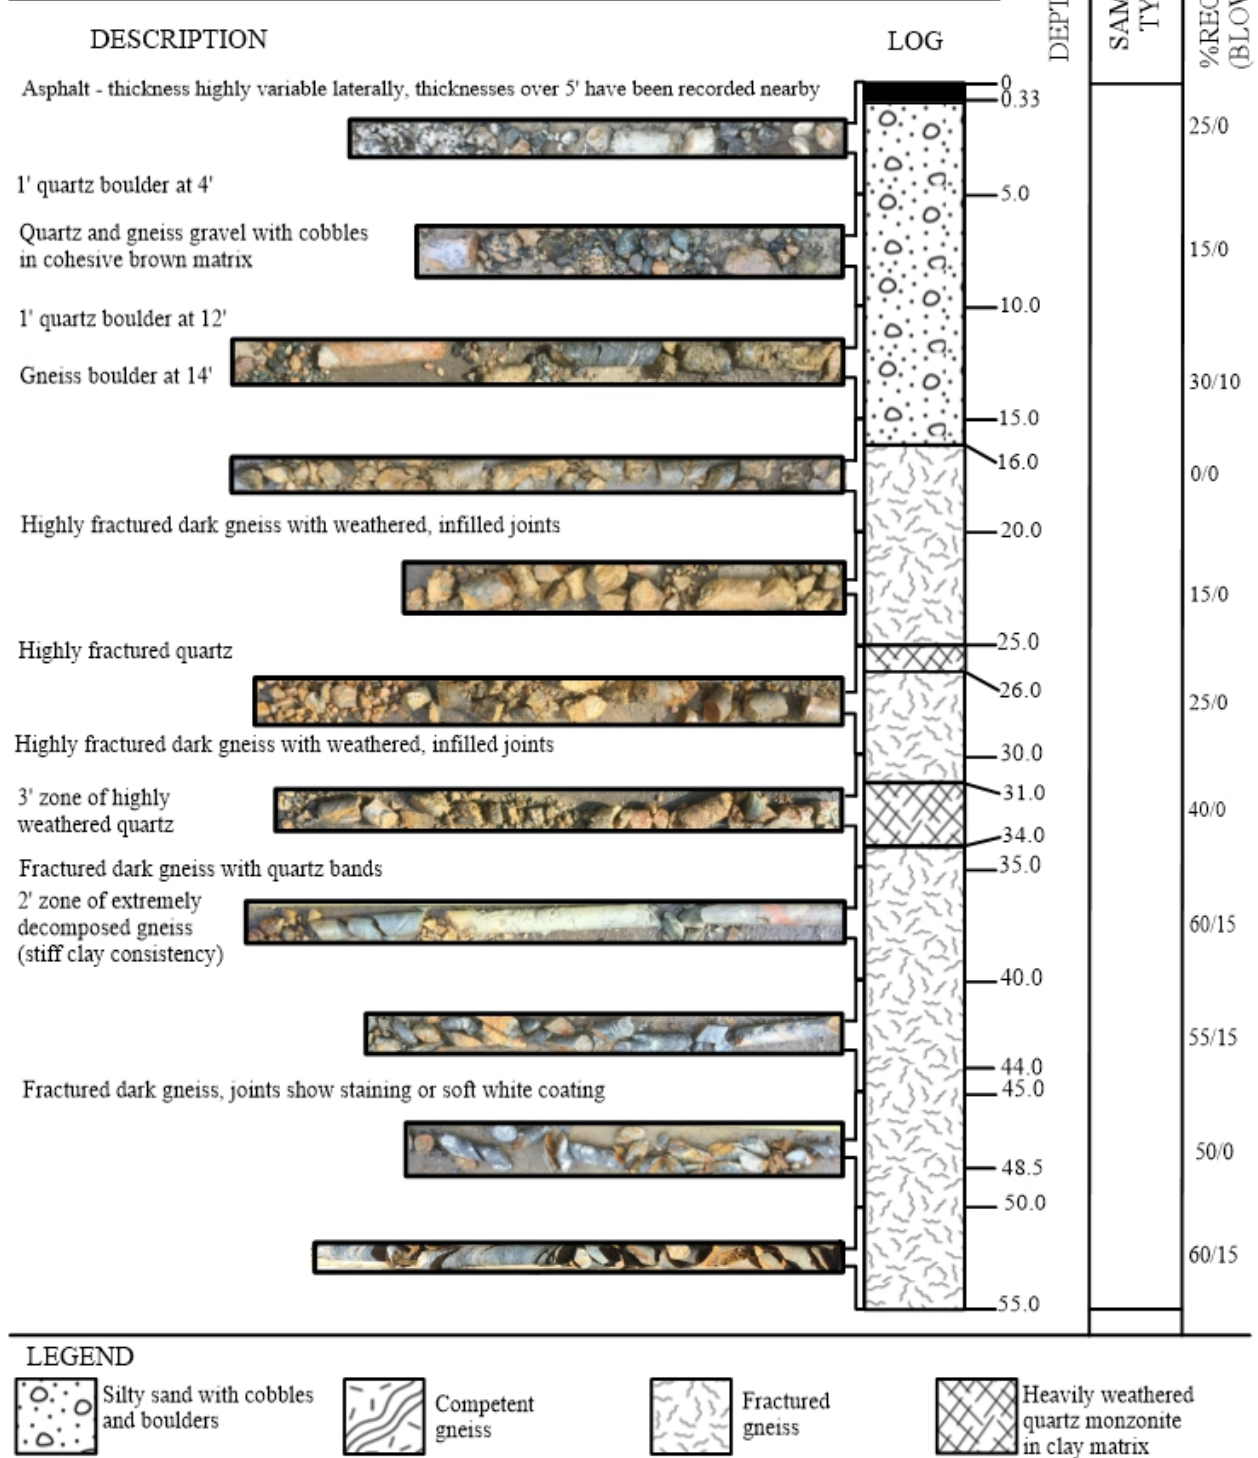 DESCRIPTION
LOG
DEPT
SAM
TY
%REC
(BLOV
Asphalt - thickness highly variable laterally, thicknesses over 5' have been recorded nearby
0
0.33
25/0
1' quartz boulder at 4'
5.0
Quartz and gneiss gravel with cobbles
in cohesive brown matrix
15/0
10.0
1' quartz boulder at 12'
Gneiss boulder at 14'
30/10
15.0
16.0
0/0
Highly fractured dark gneiss with weathered, infilled joints
20.0
15/0
25.0
Highly fractured quartz
26.0
25/0
Highly fractured dark gneiss with weathered, infilled joints
30.0
31.0
3' zone of highly
weathered quartz
40/0
34.0
35.0
Fractured dark gneiss with quartz bands
2' zone of extremely
decomposed gneiss
(stiff clay consistency)
60/15
40.0
55/15
44.0
45.0
Fractured dark gneiss, joints show staining or soft white coating
50/0
48.5
50.0
60/15
55.0
LEGEND
Silty sand with cobbles
and boulders
Competent
gneiss
Fractured
gneiss
Heavily weathered
quartz monzonite
in clay matrix